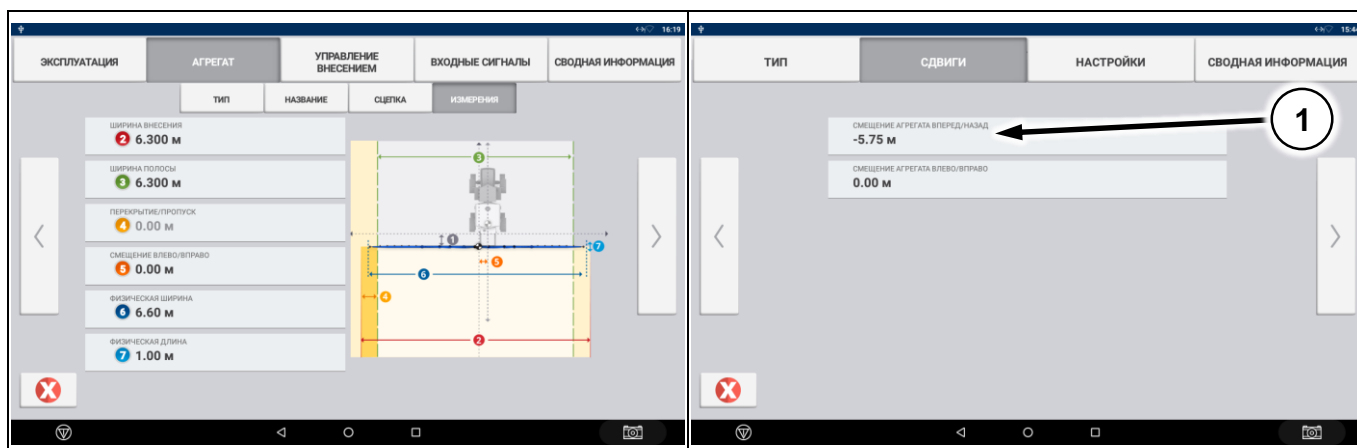 16:19
ЭКСПЛУАТАЦИЯ
АГРЕГАТ
УПРАВЛЕНИЕ
ВНЕСЕНИЕМ
ВХОДНЫЕ СИГНАЛЫ
СВОДНАЯ ИНФОРМАЦИЯ
ТИП
НАЗВАНИЕ
СЦЕПКА
ИЗМЕРЕНИЯ
ШИРИНА ВНЕСЕНИЯ
2 6.300 м
ШИРИНА ПОЛОСЫ
3 6.300 м
ПЕРЕКРЫТИЕ/ПРОПУСК
4 0.00 м
СМЕЩЕНИЕ ВЛЕВО/ВПРАВО
5 0.00 м
ФИЗИЧЕСКАЯ ШИРИНА
6 6.60 м
ФИЗИЧЕСКАЯ ДЛИНА
7 1.00 м
3
1
7
5
6
4
2
X
15:44
ТИП
СДВИГИ
НАСТРОЙКИ
СВОДНАЯ ИНФОРМАЦИЯ
СМЕЩЕНИЕ АГРЕГАТА ВПЕРЕД/НАЗАД
-5.75 м
СМЕЩЕНИЕ АГРЕГАТА ВЛЕВО/ВПРАВО
0.00 м
1
X